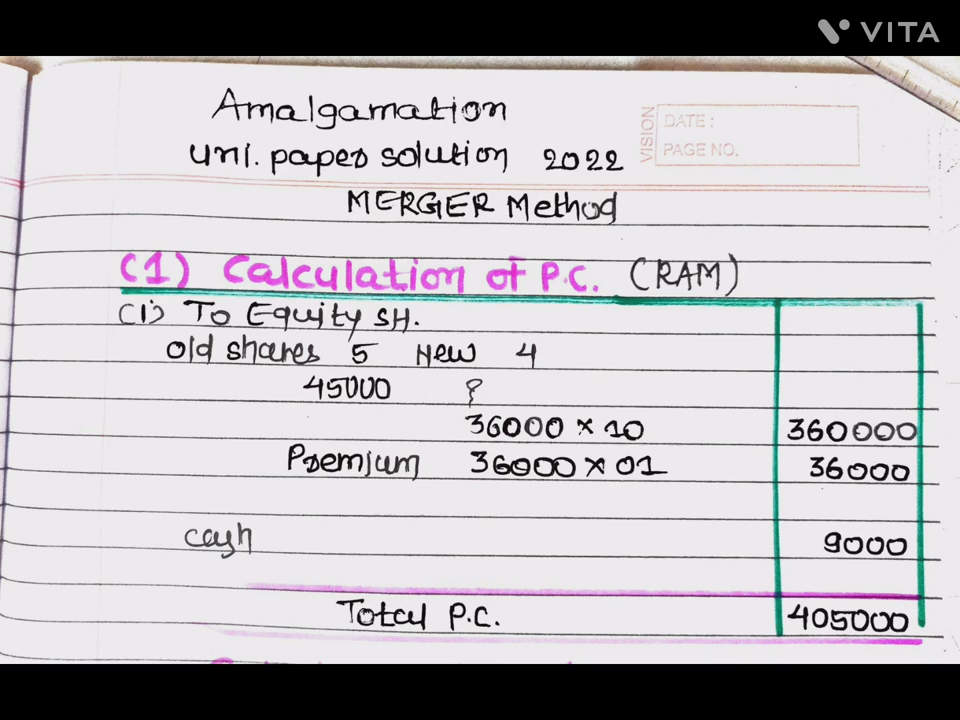 VITA
Amalgamation
VISION
DATE :
PAGE NO.
Uni. paper solution 2022
MERGER Method
(1) Calculation of P.C. (RAM)
(i) To Equity SH.
old shares 5 New 4
45000 ?
36000 × 10 360000
Premium 36000 × 01 36000
cash 9000
Total P.C. 405000